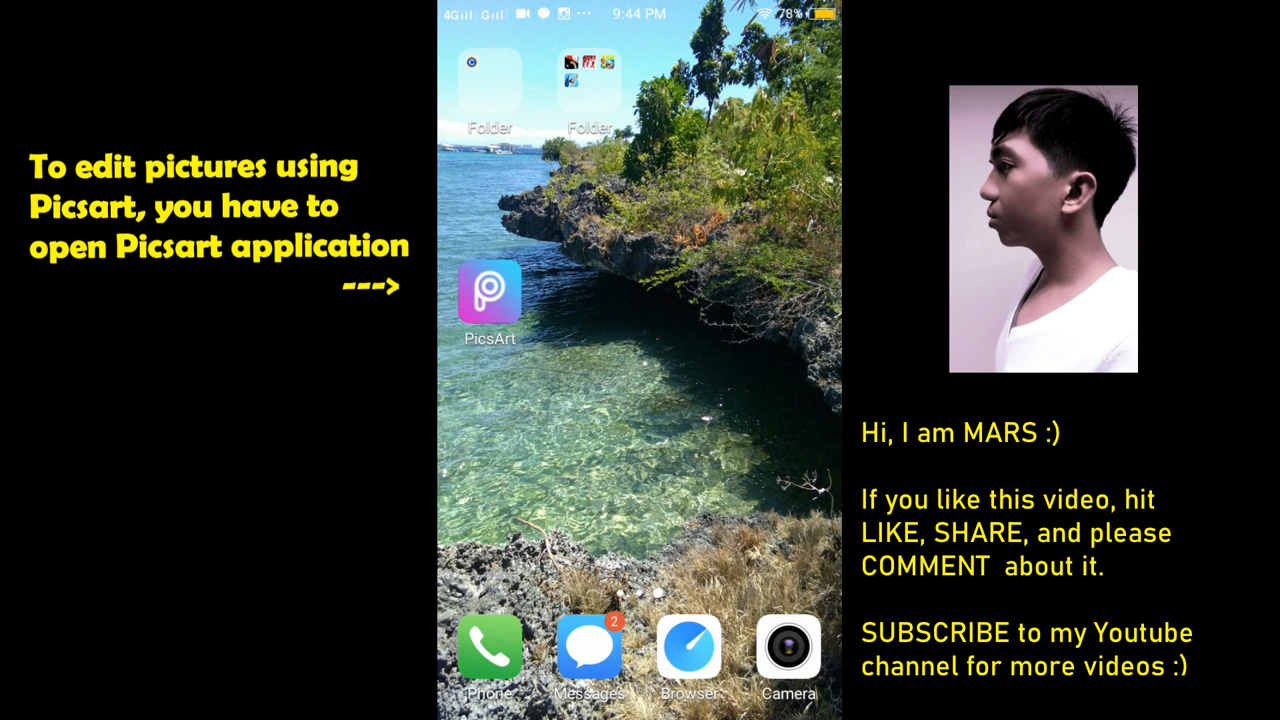 To edit pictures using
Picsart, you have to
open Picsart application
--->
4G G 9:44 PM 78%
Folder Folder
PicsArt
2
Phone Messages Browser Camera
Hi, I am MARS :)
If you like this video, hit
LIKE, SHARE, and please
COMMENT about it.
SUBSCRIBE to my Youtube
channel for more videos :)